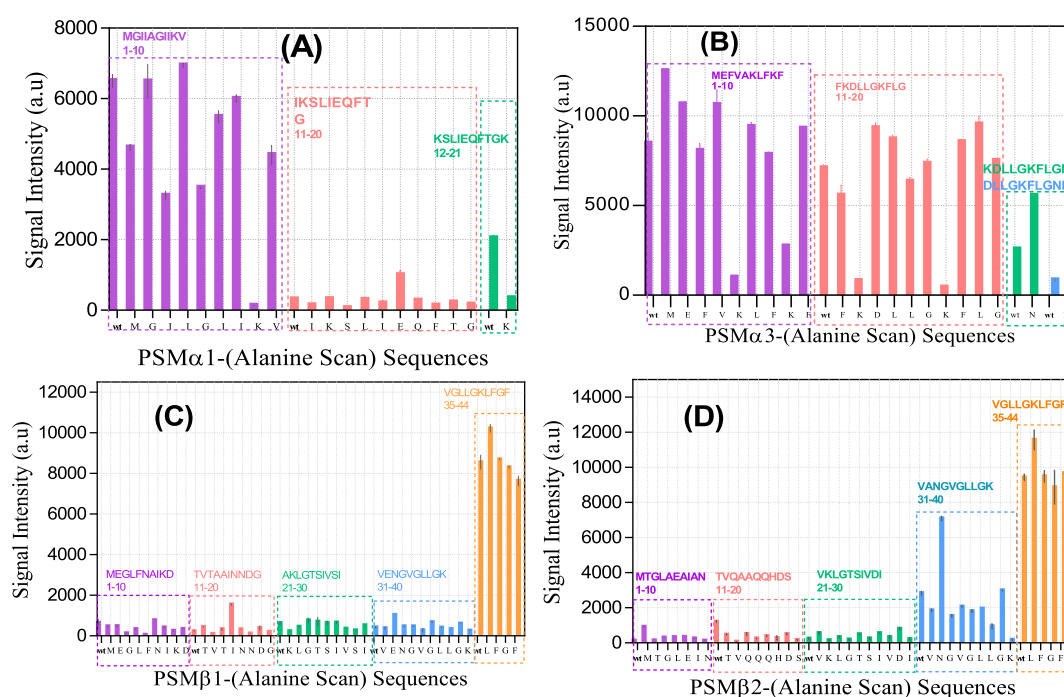 8000
6000
4000
2000
0
Signal Intensity (a.u)
(A)
MGIIAGIIKV
1-10
IKSLIEQFT
G
11-20
KSLIEQFTGK
12-21
wt M G I I G I I K V wt I K S L I E Q F T G wt K
PSMα1-(Alanine Scan) Sequences
15000
10000
5000
0
Signal Intensity (a.u)
(B)
MEFVAKLFKF
1-10
FKDLLGKFLG
11-20
KDLLGKFLG
DLLGKFLGN
wt M E F V K L F K F wt F K D L L G K F L G wt N wt
PSMα3-(Alanine Scan) Sequences
12000
10000
8000
6000
4000
2000
0
Signal Intensity (a.u)
(C)
MEGLFNAIKD
1-10
TVTAAINNDG
11-20
AKLGTSIVSI
21-30
VENGVGLLGK
31-40
VGLLGKLFGF
35-44
wt M E G L F N I K D wt T V T I N N D G wt K L G T S I V S I wt V E N G V G L L G K wt L F G F
PSMβ1-(Alanine Scan) Sequences
14000
12000
10000
8000
6000
4000
2000
0
Signal Intensity (a.u)
(D)
MTGLAEAIAN
1-10
TVQAAQQHDS
11-20
VKLGTSIVDI
21-30
VANGVGLLGK
31-40
VGLLGKLFGF
35-44
wt M T G L E I N wt T V Q Q Q H D S wt V K L G T S I V D I wt V N G V G L L G K wt L F G F
PSMβ2-(Alanine Scan) Sequences